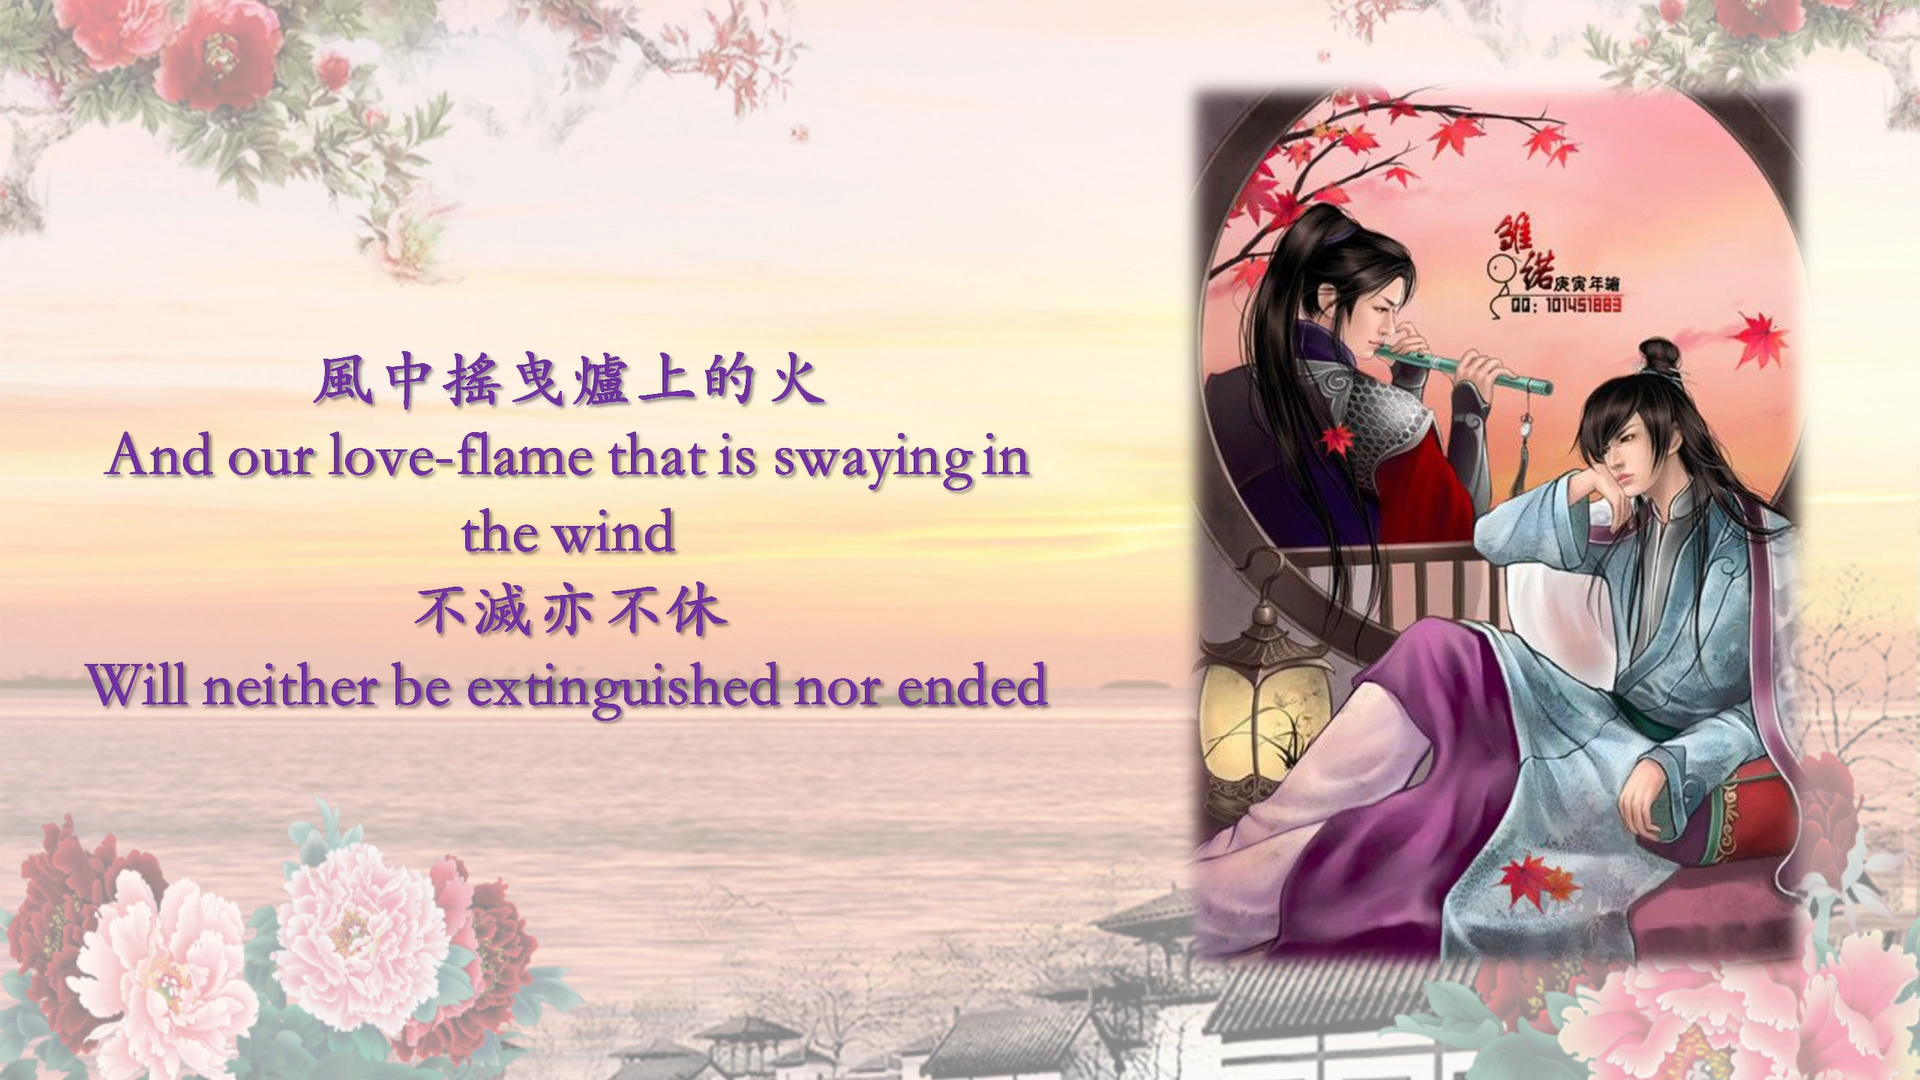 風中搖曳爐上的火
And our love-flame that is swaying in
the wind
不滅亦不休
Will neither be extinguished nor ended
雏
诺庚寅年繪
QQ: 101451883